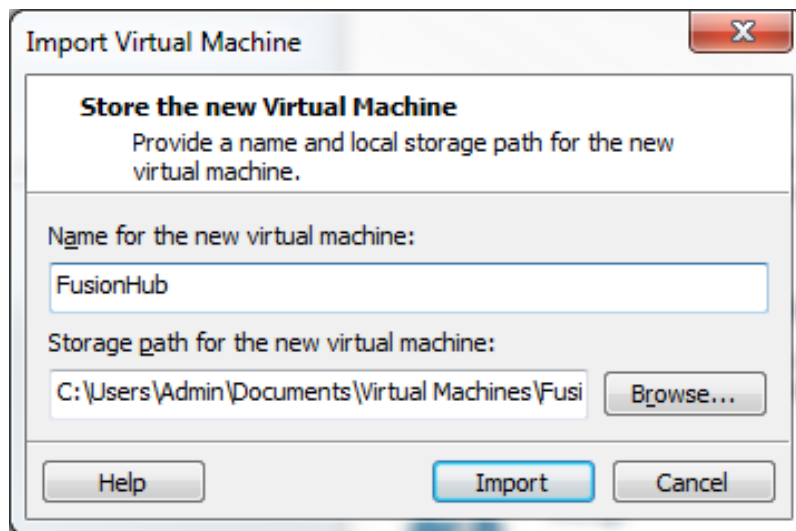 Import Virtual Machine
Store the new Virtual Machine
Provide a name and local storage path for the new
virtual machine.
Name for the new virtual machine:
FusionHub
Storage path for the new virtual machine:
C:\Users\Admin\Documents\Virtual Machines\Fusi
Browse...
Help
Import
Cancel